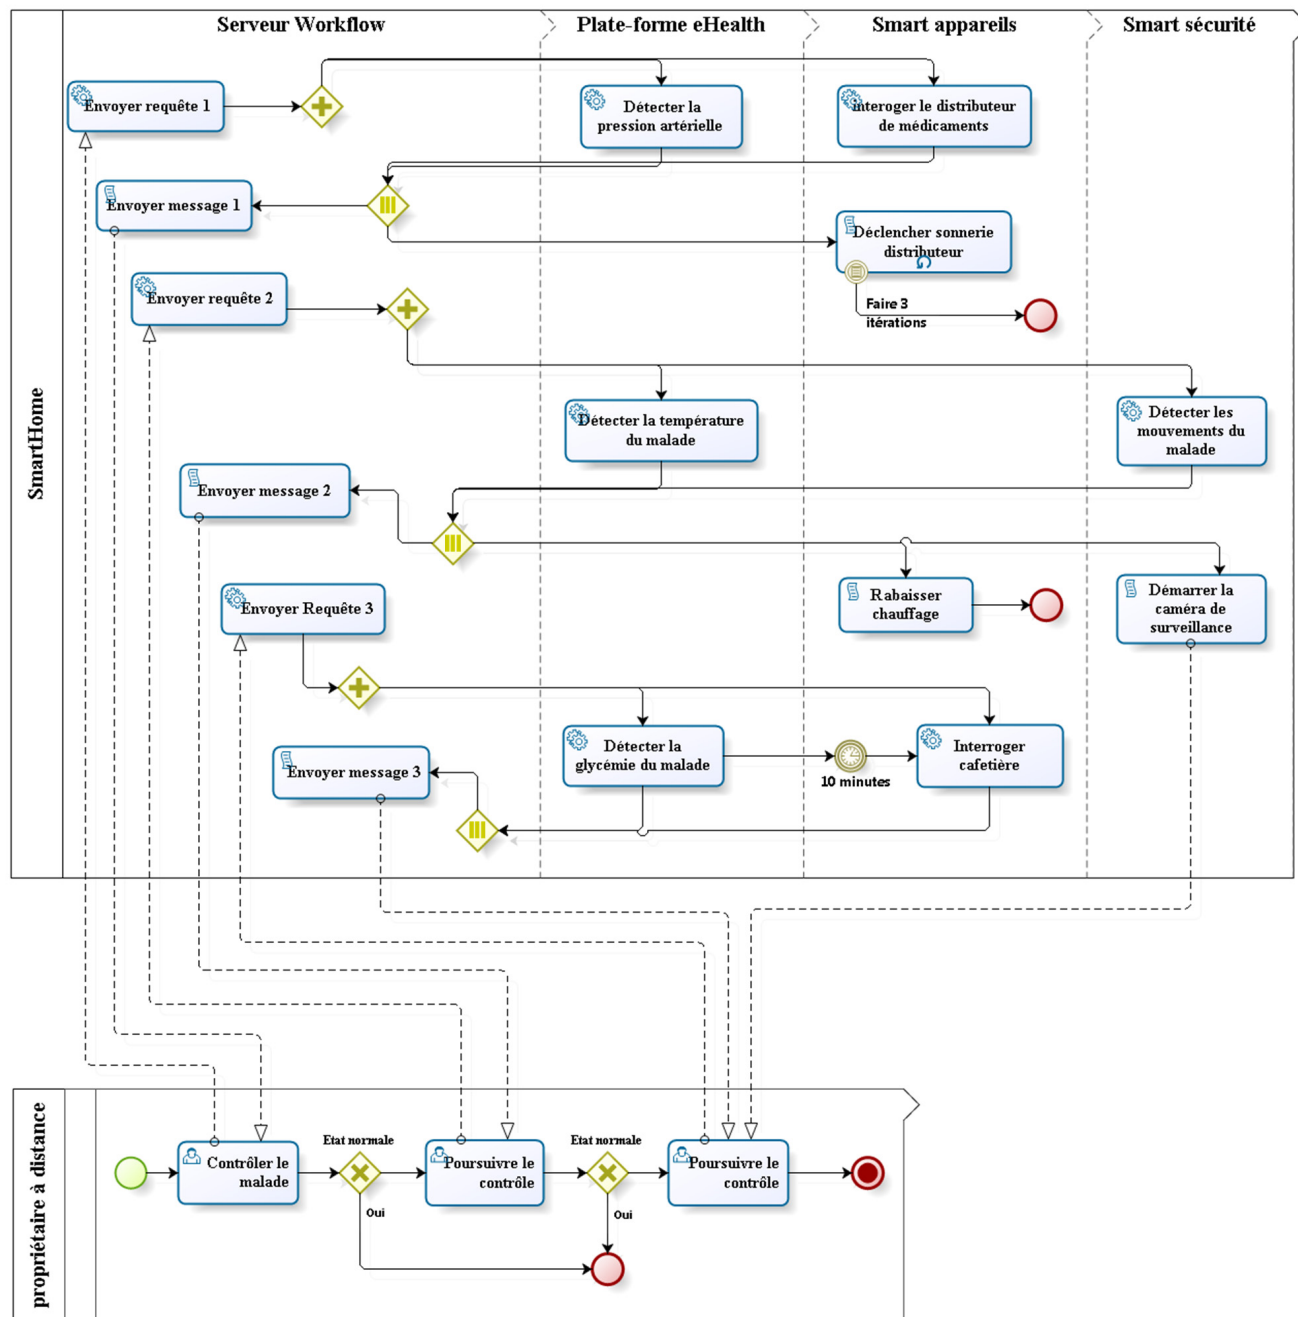 Serveur Workflow
Plate-forme eHealth
Smart appareils
Smart sécurité
SmartHome
Envoyer requête 1
Détecter la
pression artérielle
interoger le distributeur
de médicaments
Envoyer message 1
Déclencher sonnerie
distributeur
Envoyer requête 2
Faire 3
itérations
Détecter la température
du malade
Détecter les
mouvements du
malade
Envoyer message 2
Envoyer Requête 3
Rabaisser
chauffage
Démarrer la
caméra de
surveillance
Détecter la
glycémie du malade
10 minutes
Interroger
cafetière
Envoyer message 3
propriétaire à distance
Contrôler le
malade
Etat normale
Oui
Poursuivre le
contrôle
Etat normale
Oui
Poursuivre le
contrôle